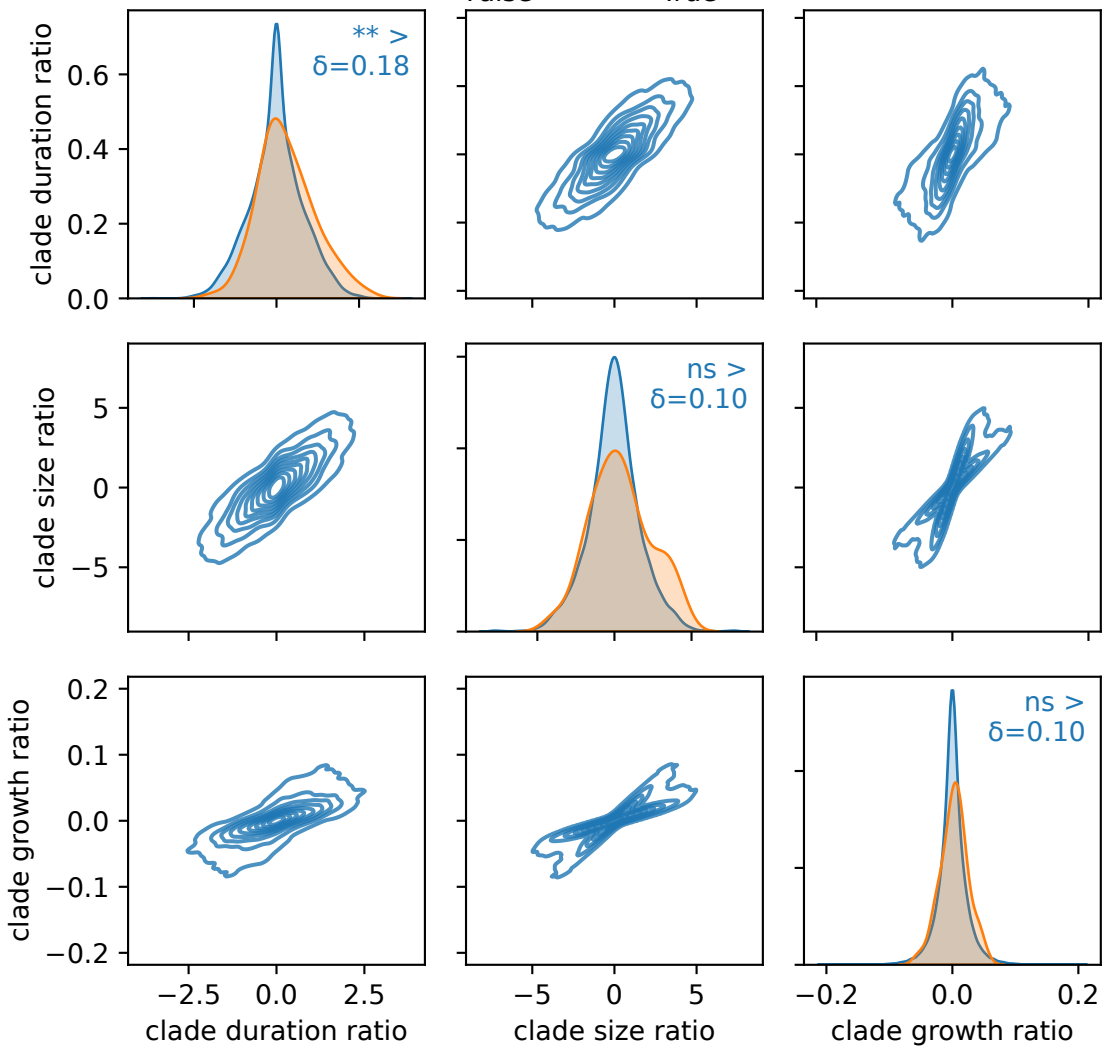 clade duration ratio
0.6
0.4
0.2
0.0
** >
δ=0.18
clade size ratio
5
0
−5
ns >
δ=0.10
clade growth ratio
0.2
0.1
0.0
−0.1
−0.2
ns >
δ=0.10
−2.5 0.0 2.5
−5 0 5
−0.2 0.0 0.2
clade duration ratio
clade size ratio
clade growth ratio